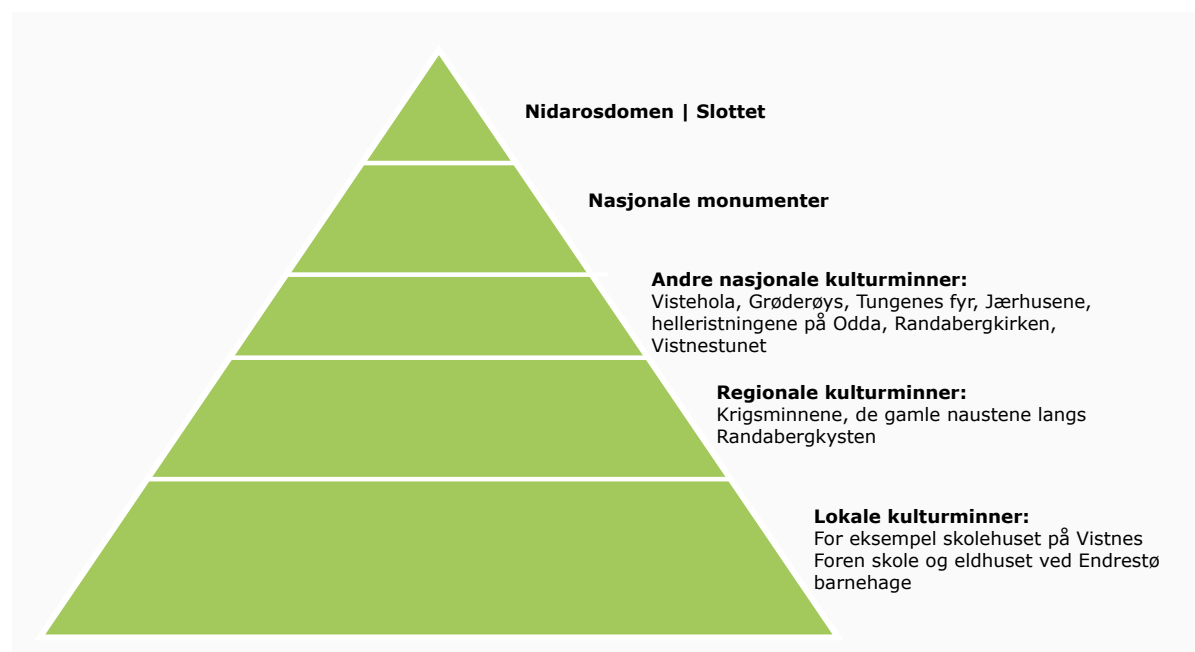 Nidarosdomen | Slottet
Nasjonale monumenter
Andre nasjonale kulturminner:
Vistehola, Grøderøys, Tungenes fyr, Jærhusene,
helleristningene på Odda, Randabergkirken,
Vistnestunet
Regionale kulturminner:
Krigsminnene, de gamle naustene langs
Randabergkysten
Lokale kulturminner:
For eksempel skolehuset på Vistnes
Foren skole og eldhuset ved Endrestø
barnehage